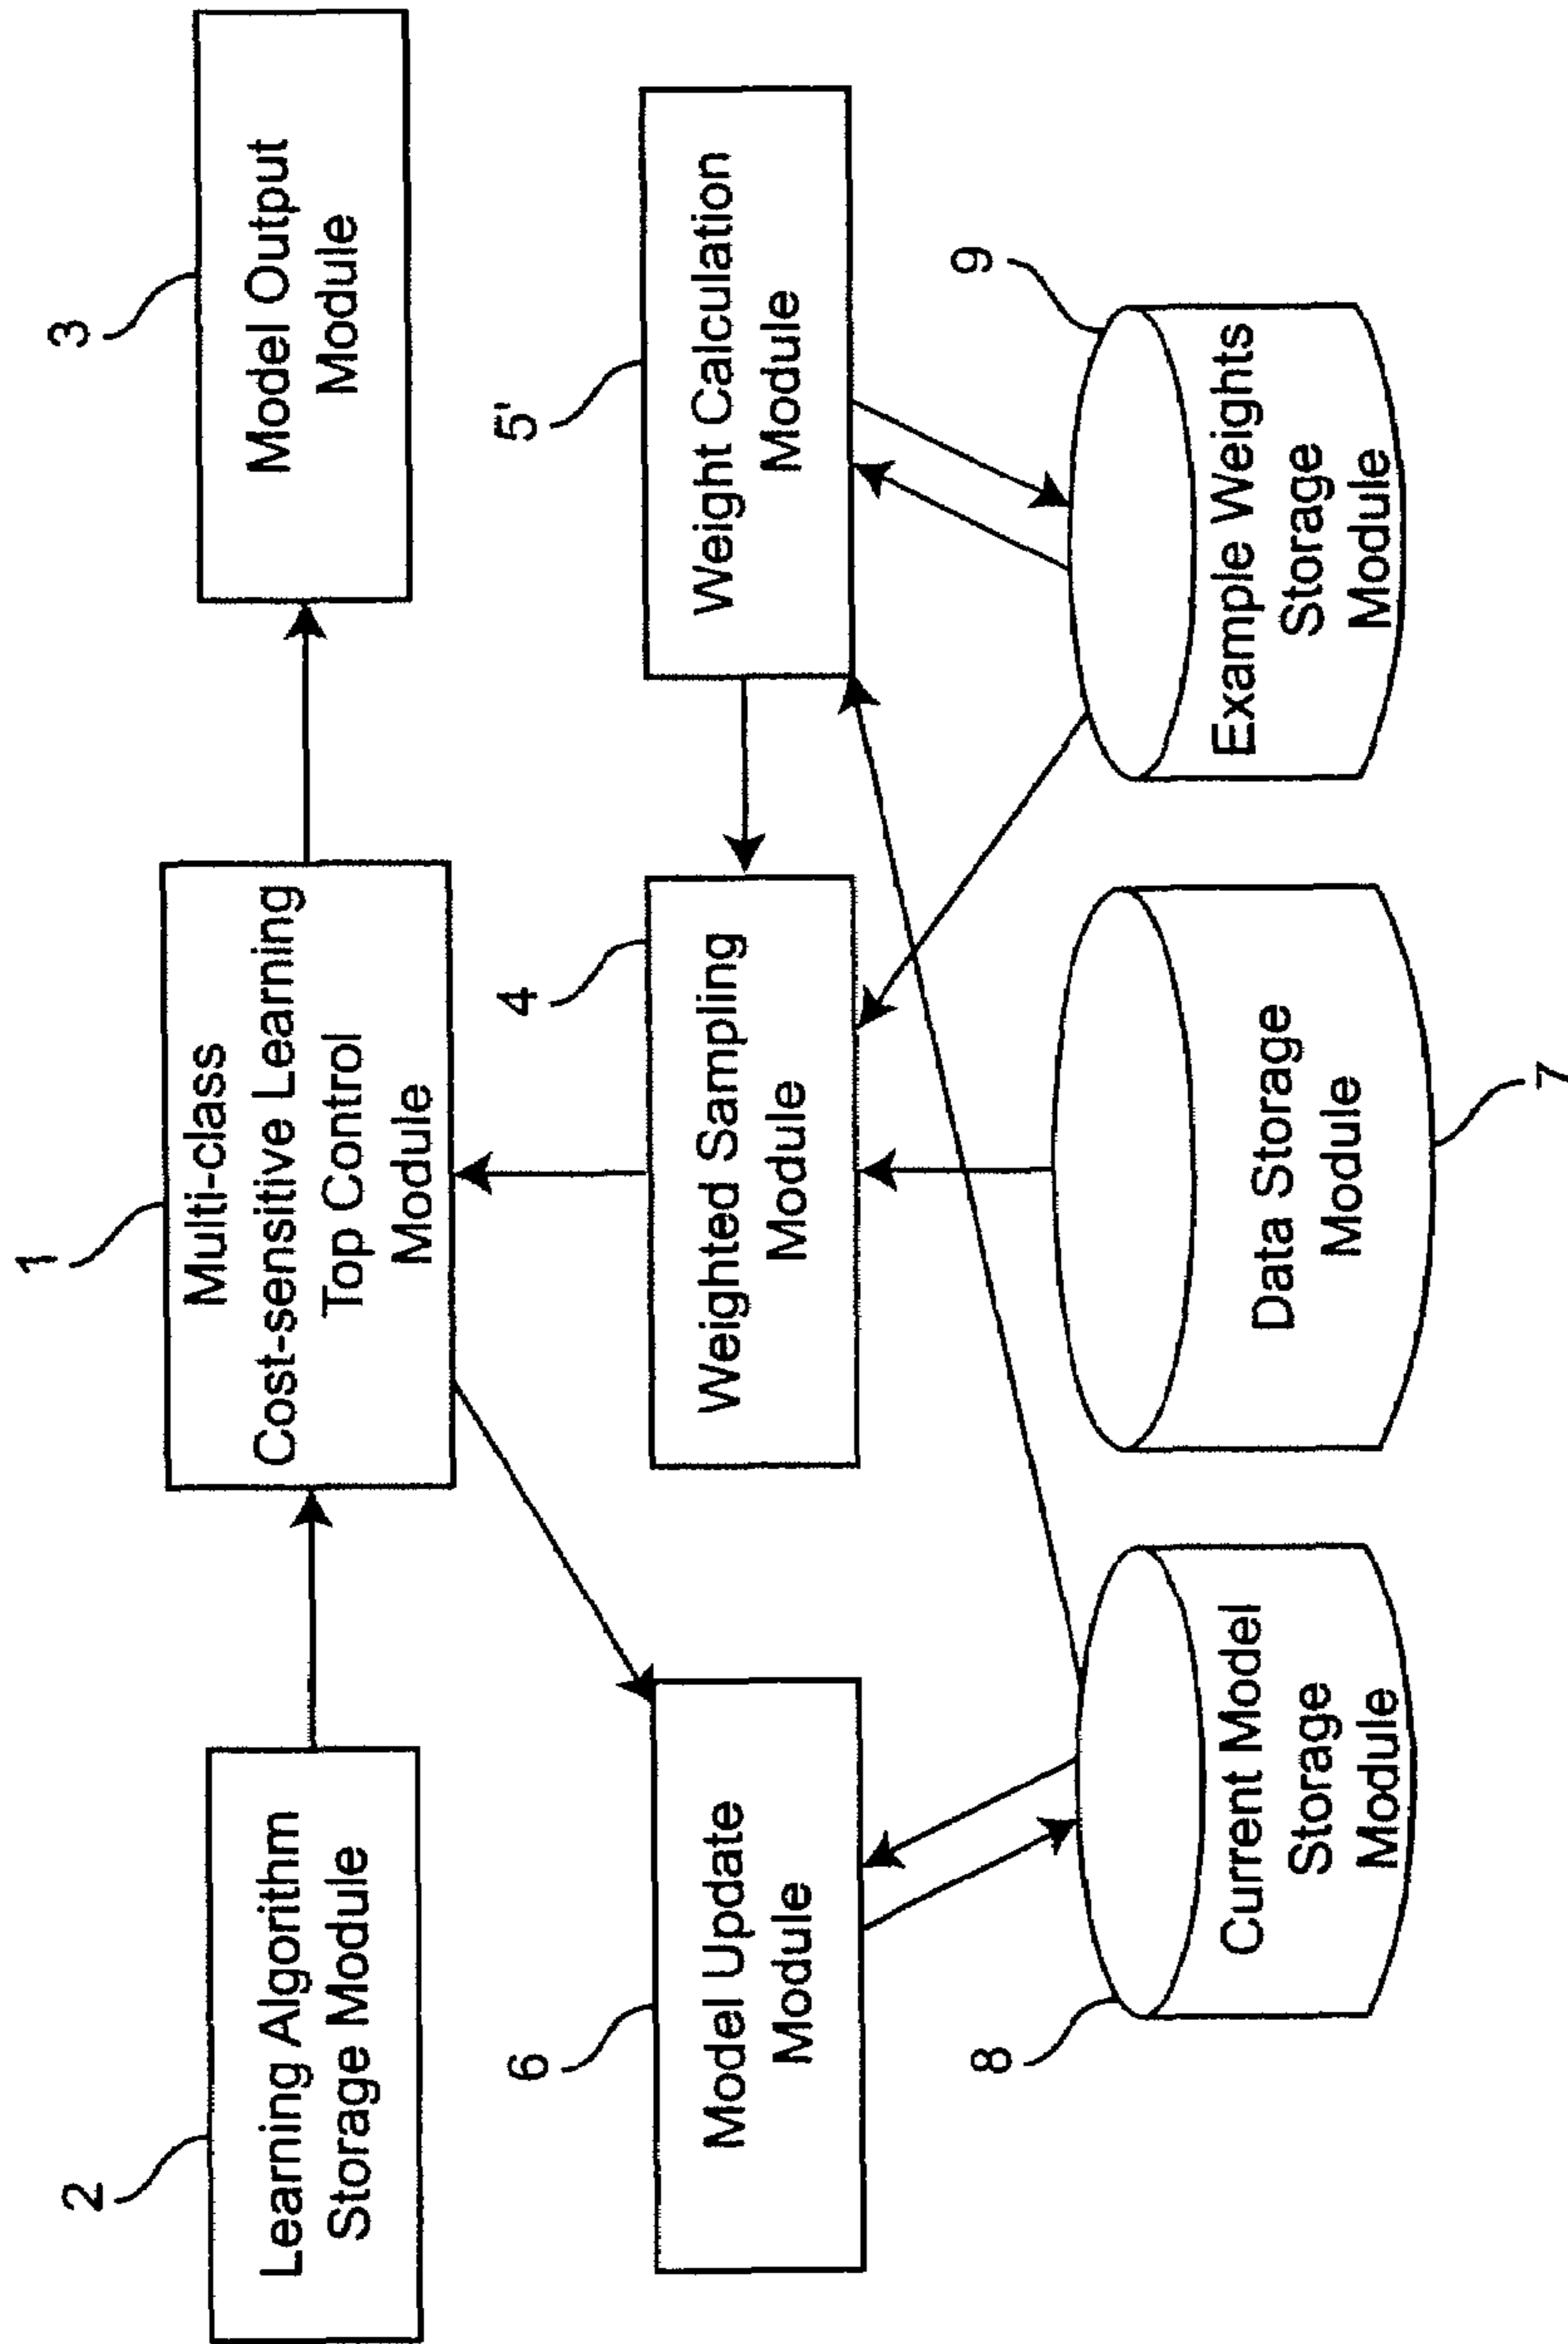 1
Multi-class
Cost-sensitive Learning
Top Control
Module
2
Learning Algorithm
Storage Module
3
Model Output
Module
6
Model Update
Module
4
Weighted Sampling
Module
5'
Weight Calculation
Module
8
Current Model
Storage
Module
Data Storage
Module
7
9
Example Weights
Storage
Module